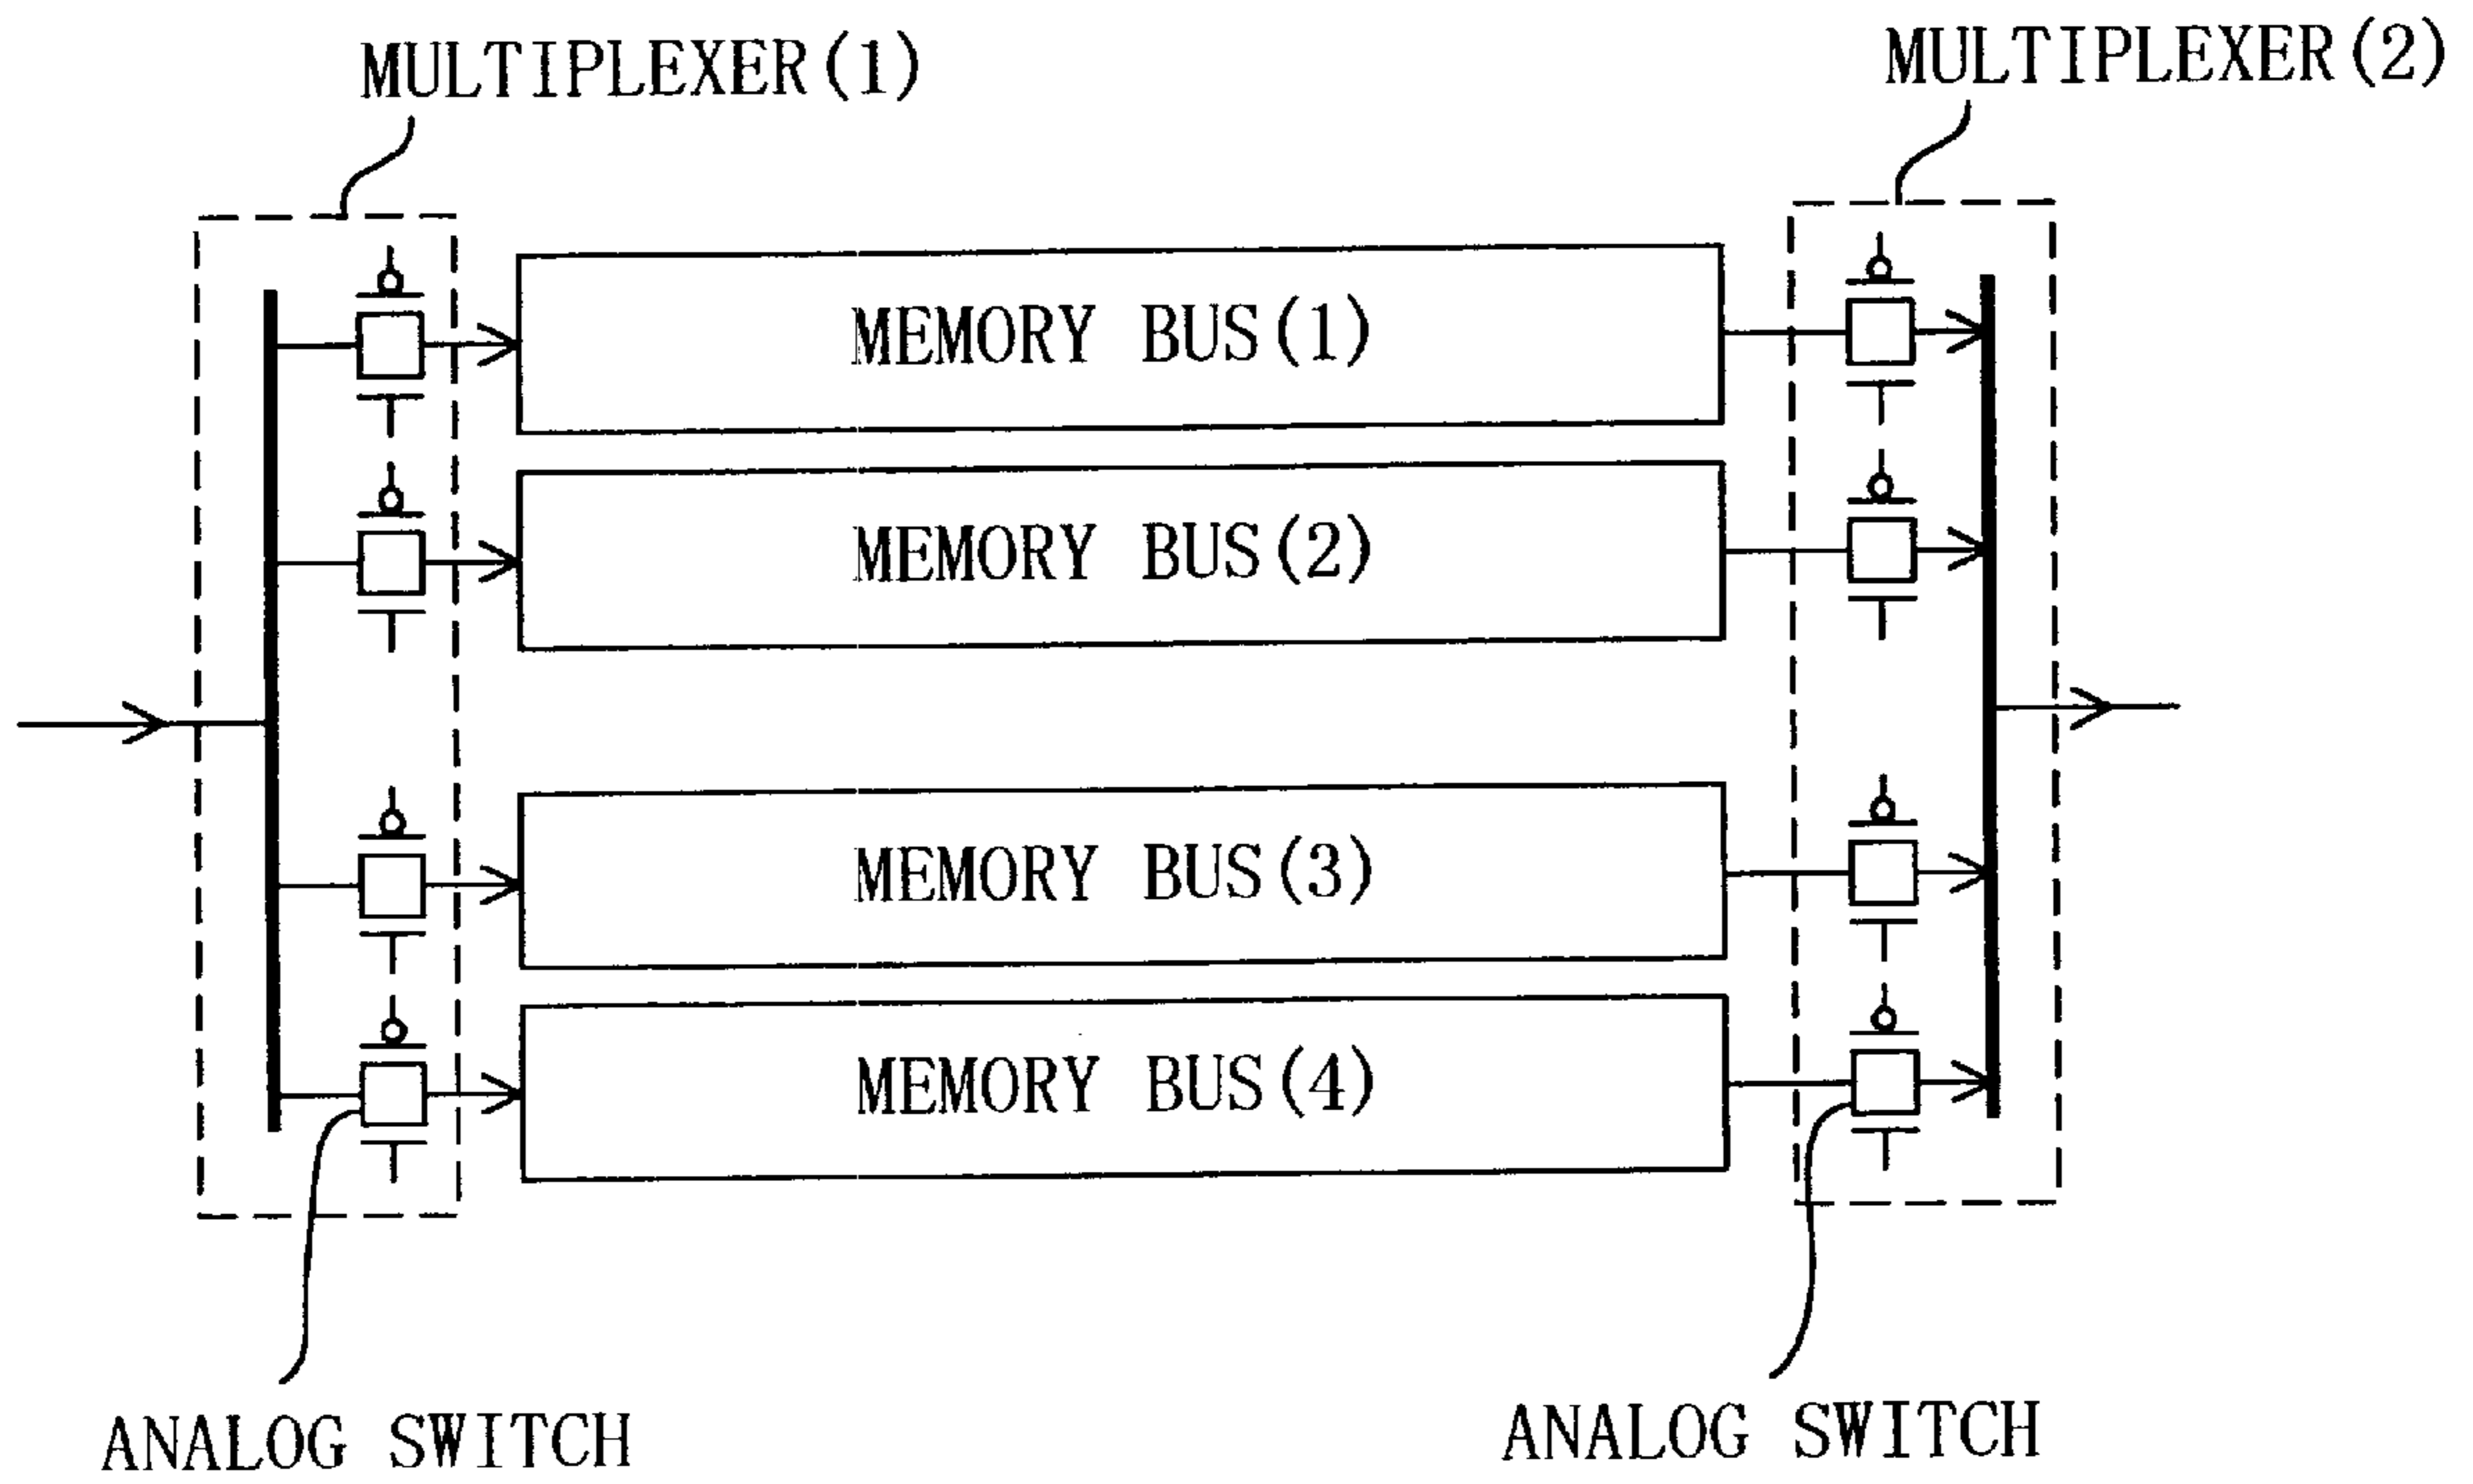 MULTIPLEXER(1)
MULTIPLEXER(2)
MEMORY BUS(1)
MEMORY BUS(2)
MEMORY BUS(3)
MEMORY BUS(4)
ANALOG SWITCH
ANALOG SWITCH